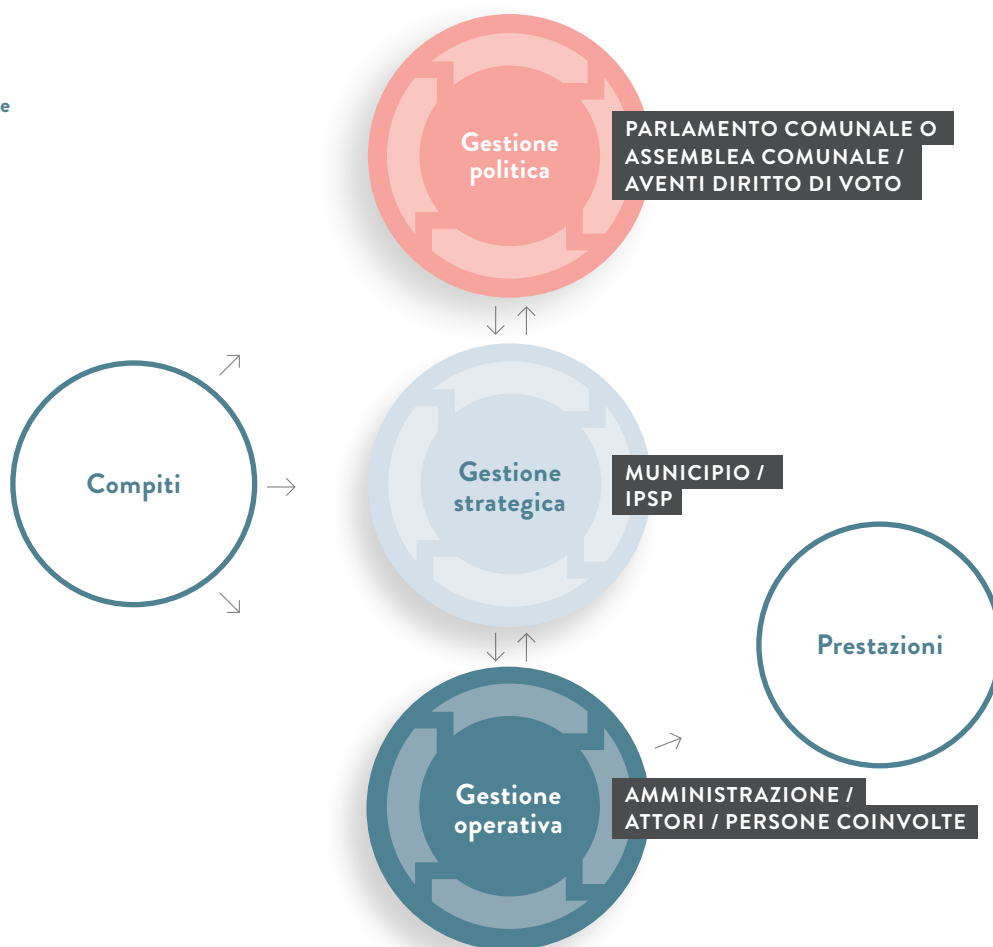 e
Gestione
politica
PARLAMENTO COMUNALE O
ASSEMBLEA COMUNALE /
AVENTI DIRITTO DI VOTO
Compiti
Gestione
strategica
MUNICIPIO /
IPSP
Prestazioni
Gestione
operativa
AMMINISTRAZIONE /
ATTORI / PERSONE COINVOLTE